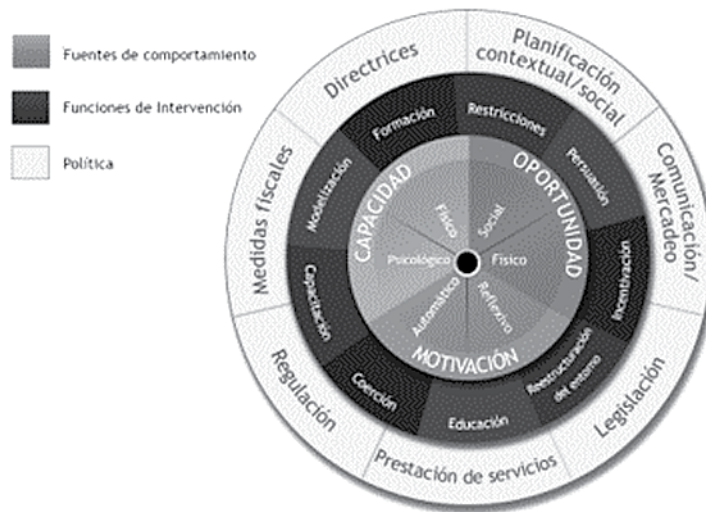 Fuentes de comportamiento
Funciones de Intervención
Política
Directrices
Planificación
contextual/social
Comunicación/
Mercadeo
Legislación
Prestación de servicios
Regulación
Medidas fiscales
Formación
Restricciones
Persuasión
Incentivación
Reestructuración
del entorno
Educación
Coerción
Capacitación
Modelización
CAPACIDAD
OPORTUNIDAD
MOTIVACIÓN
Físico
Social
Psicológico
Físico
Automático
Reflexivo